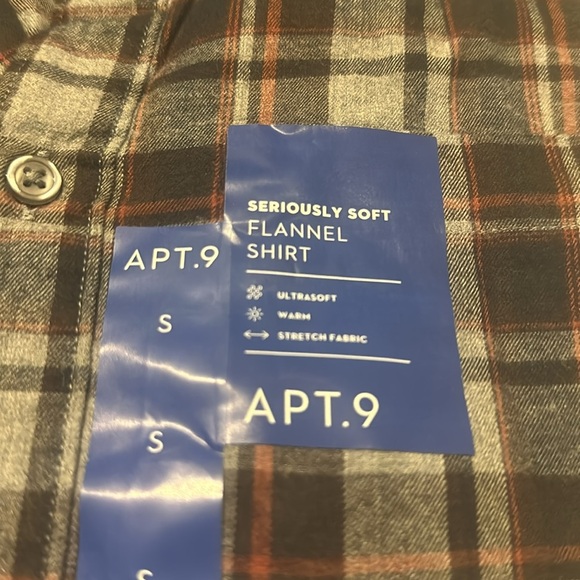 SERIOUSLY SOFT
FLANNEL
SHIRT
ULTRASOFT
WARM
STRETCH FABRIC
APT.9
APT.9
S
S
S